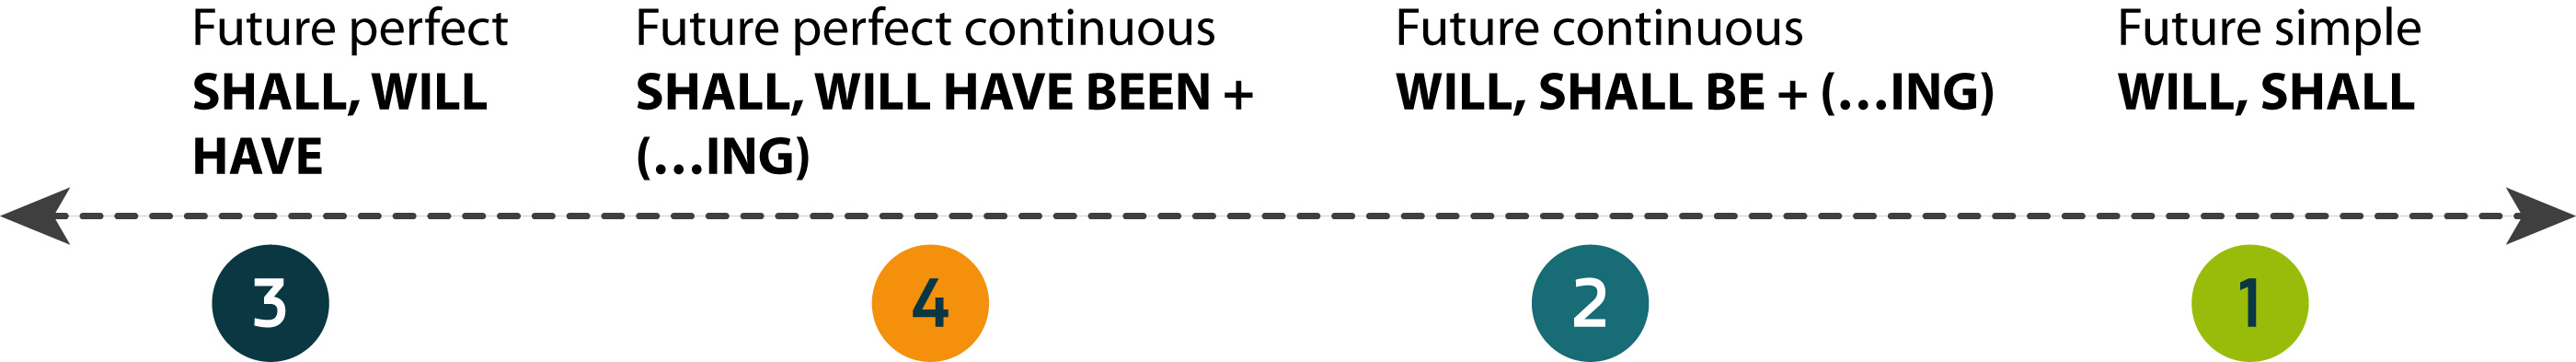 Future perfect
SHALL, WILL
HAVE
Future perfect continuous
SHALL, WILL HAVE BEEN +
(...ING)
Future continuous
WILL, SHALL BE + (...ING)
Future simple
WILL, SHALL
3
4
2
1